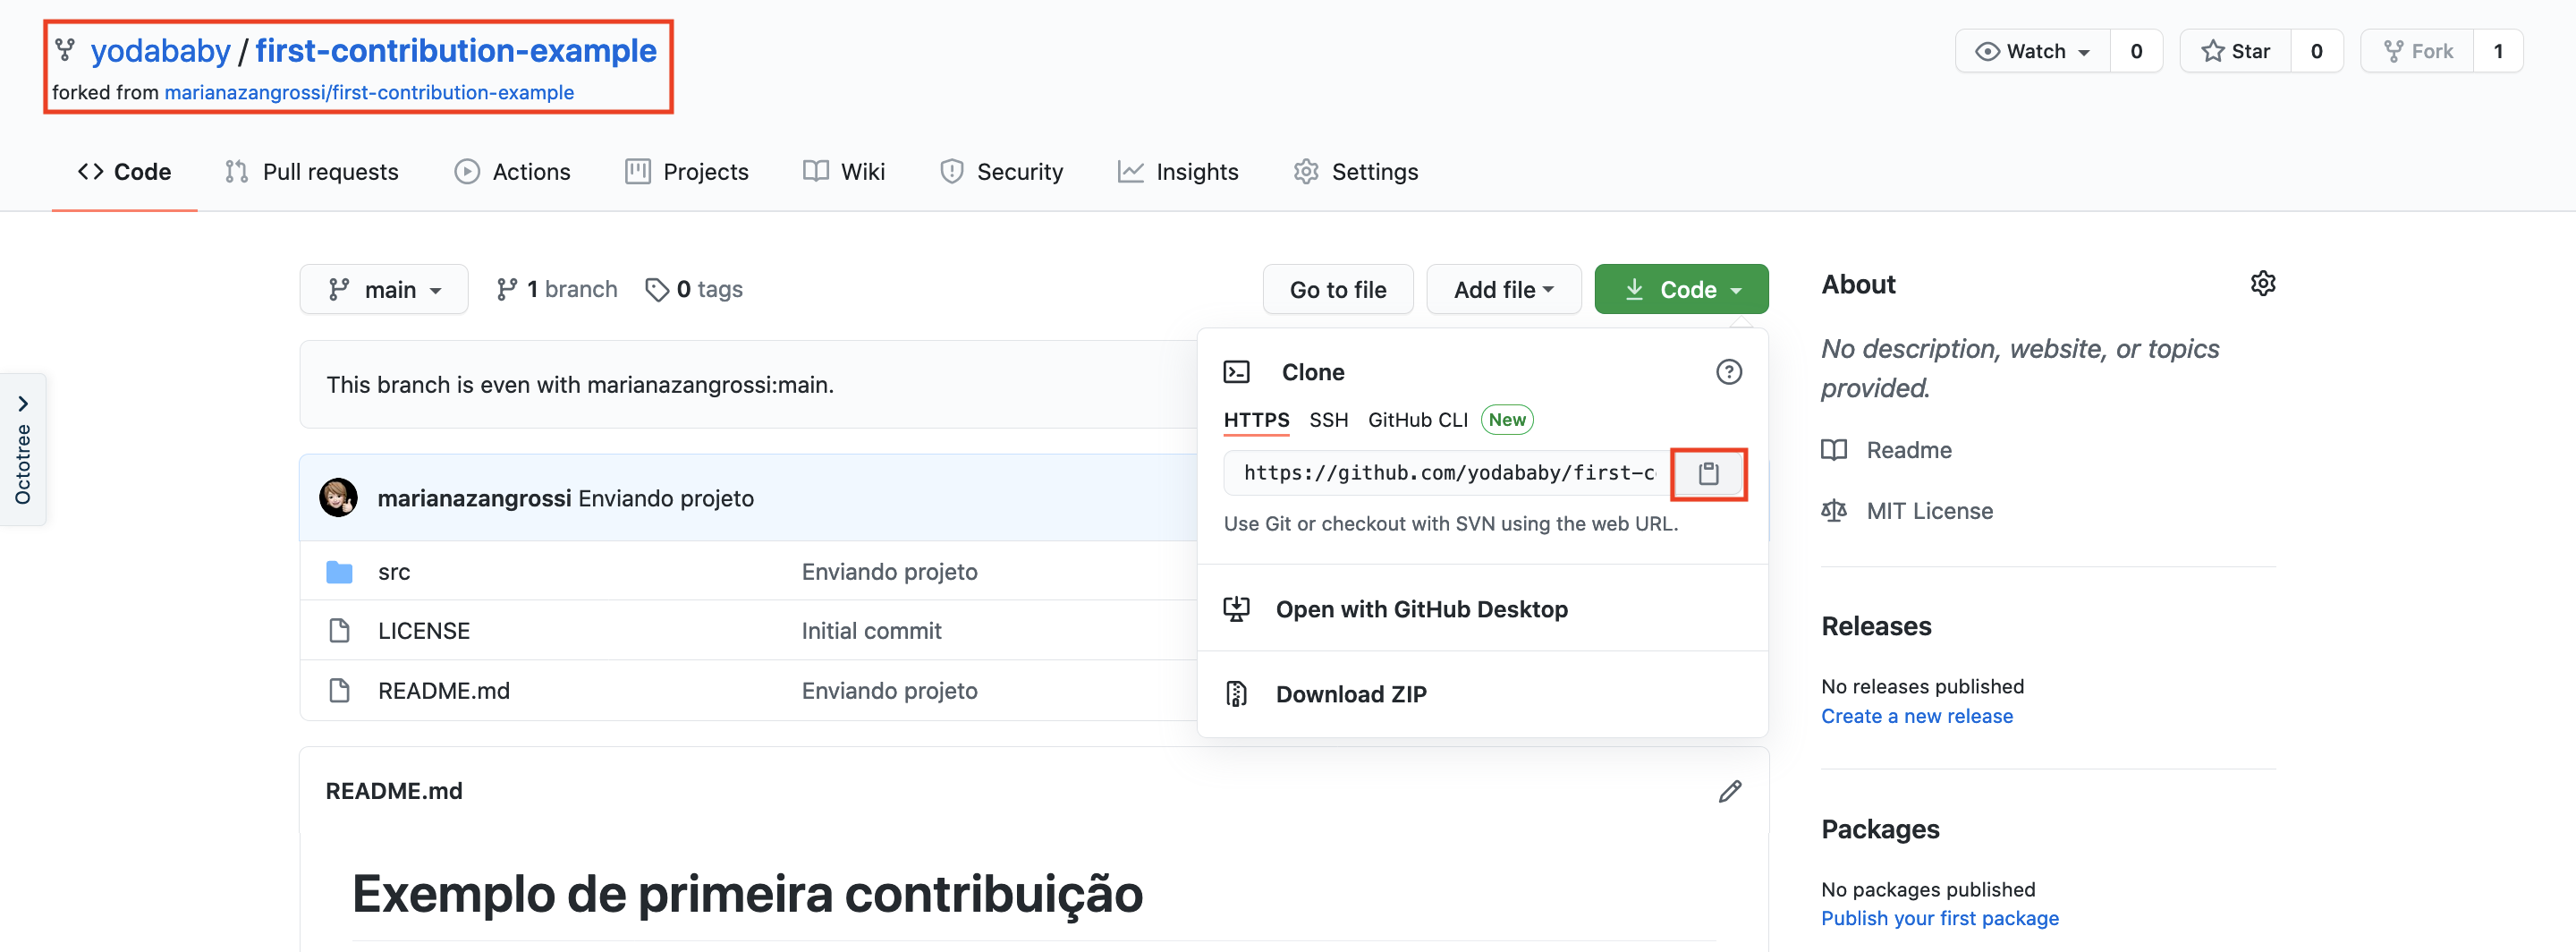 yodababy / first-contribution-example
forked from marianazangrossi/first-contribution-example
Watch 0 Star 0 Fork 1
Code Pull requests Actions Projects Wiki Security Insights Settings
main 1 branch 0 tags Go to file Add file Code
This branch is even with marianazangrossi:main.
Octotree
marianazangrossi Enviando projeto
src Enviando projeto
LICENSE Initial commit
README.md Enviando projeto
Clone
HTTPS SSH GitHub CLI New
https://github.com/yodababy/first-c
Use Git or checkout with SVN using the web URL.
Open with GitHub Desktop
Download ZIP
README.md
Exemplo de primeira contribuição
About
No description, website, or topics
provided.
Readme
MIT License
Releases
No releases published
Create a new release
Packages
No packages published
Publish your first package